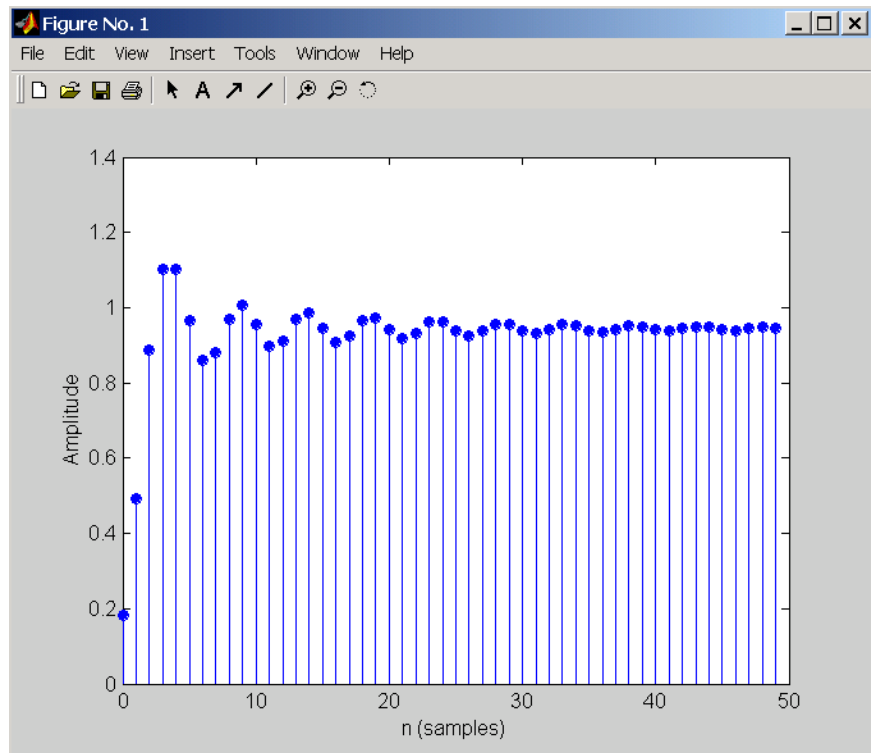 Figure No. 1
File Edit View Insert Tools Window Help
A
1.4
1.2
1
0.8
0.6
0.4
0.2
0
Amplitude
0 10 20 30 40 50
n (samples)